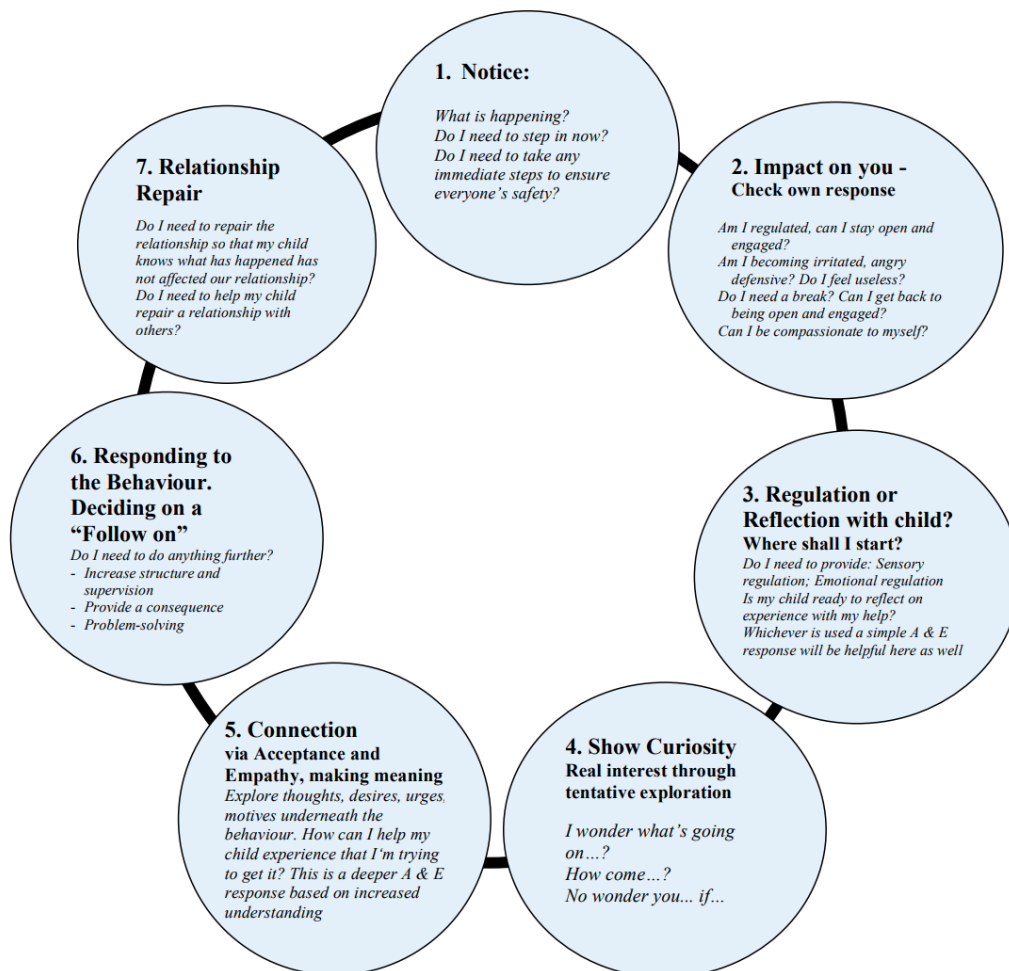 1. Notice:
What is happening?
Do I need to step in now?
Do I need to take any
immediate steps to ensure
everyone's safety?
2. Impact on you -
Check own response
Am I regulated, can I stay open and
engaged?
Am I becoming irritated, angry
defensive? Do I feel useless?
Do I need a break? Can I get back to
being open and engaged?
Can I be compassionate to myself?
3. Regulation or
Reflection with child?
Where shall I start?
Do I need to provide: Sensory
regulation; Emotional regulation
Is my child ready to reflect on
experience with my help?
Whichever is used a simple A & E
response will be helpful here as well
4. Show Curiosity
Real interest through
tentative exploration
I wonder what's going
on…?
How come…?
No wonder you... if…
5. Connection
via Acceptance and
Empathy, making meaning
Explore thoughts, desires, urges,
motives underneath the
behaviour. How can I help my
child experience that I'm trying
to get it? This is a deeper A & E
response based on increased
understanding
6. Responding to
the Behaviour.
Deciding on a
“Follow on”
Do I need to do anything further?
- Increase structure and
supervision
- Provide a consequence
- Problem-solving
7. Relationship
Repair
Do I need to repair the
relationship so that my child
knows what has happened has
not affected our relationship?
Do I need to help my child
repair a relationship with
others?